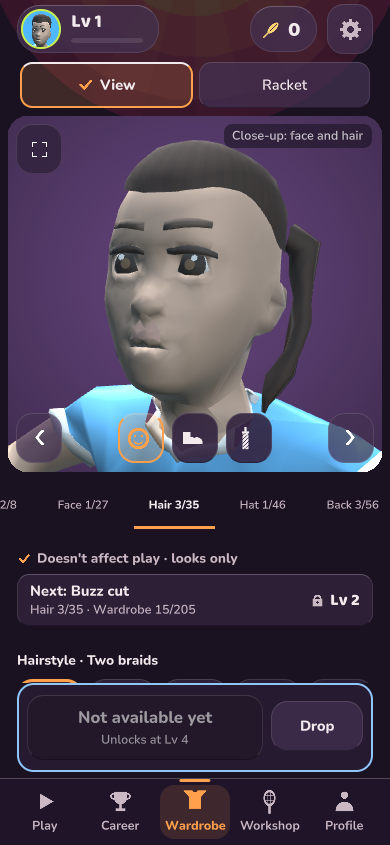 Lv 1
0
View
Racket
Close-up: face and hair
2/8
Face 1/27
Hair 3/35
Hat 1/46
Back 3/56
Doesn't affect play · looks only
Next: Buzz cut
Hair 3/35 · Wardrobe 15/205
Lv 2
Hairstyle · Two braids
Not available yet
Unlocks at Lv 4
Drop
Play
Career
Wardrobe
Workshop
Profile